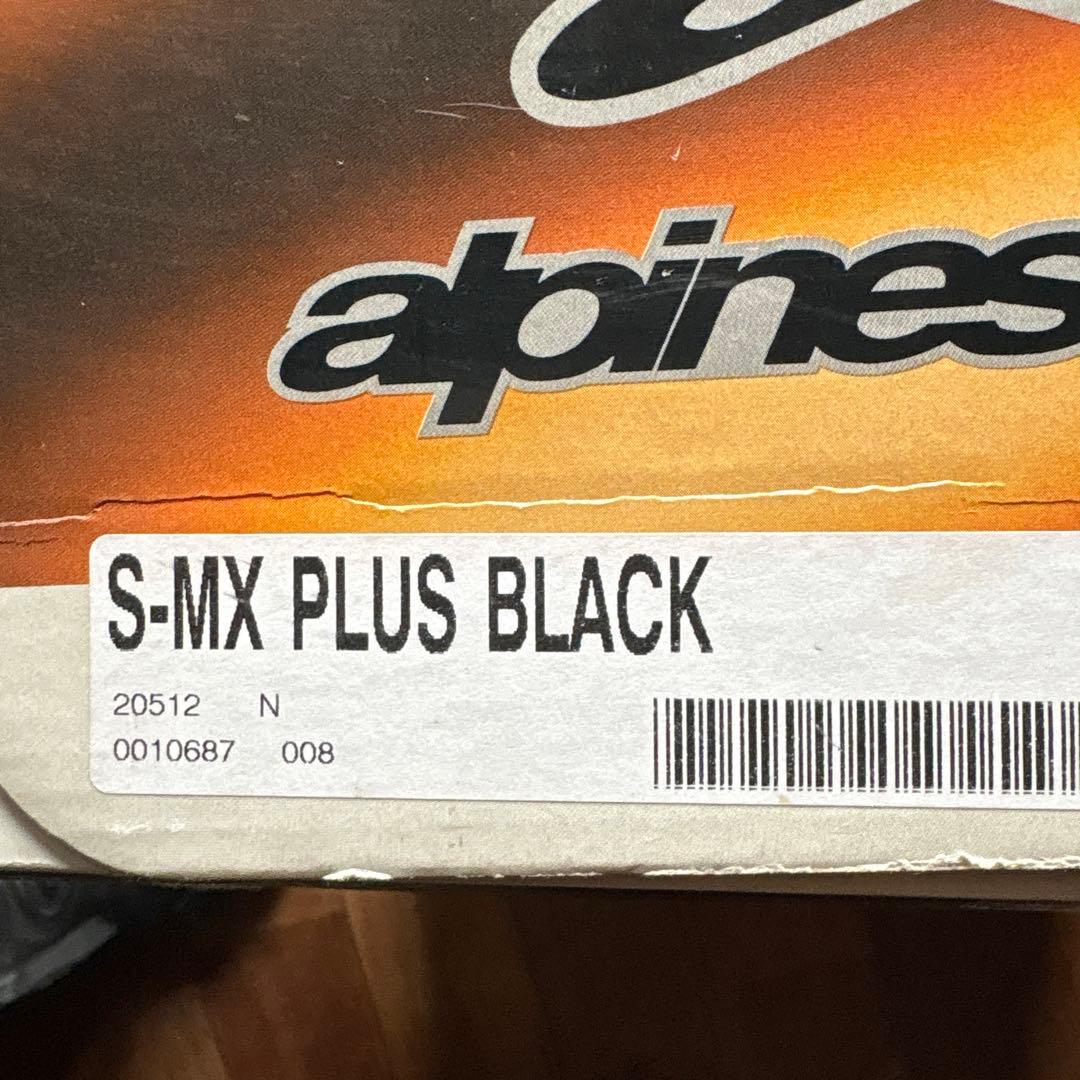 alpines
S-MX PLUS BLACK
20512 N
0010687 008